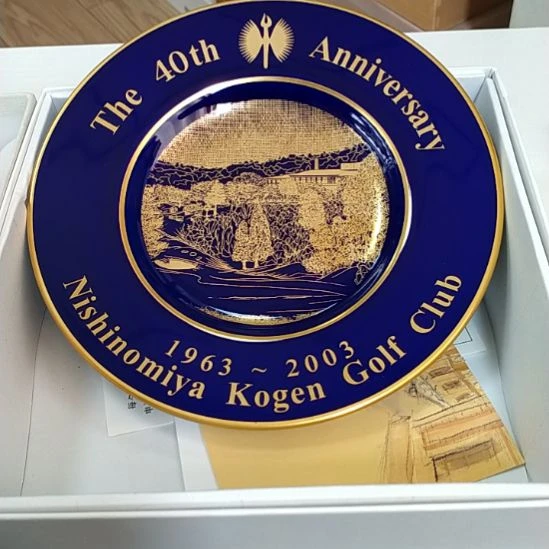 The 40th Anniversary
1963 ~ 2003
Nishinomiya Kogen Golf Club